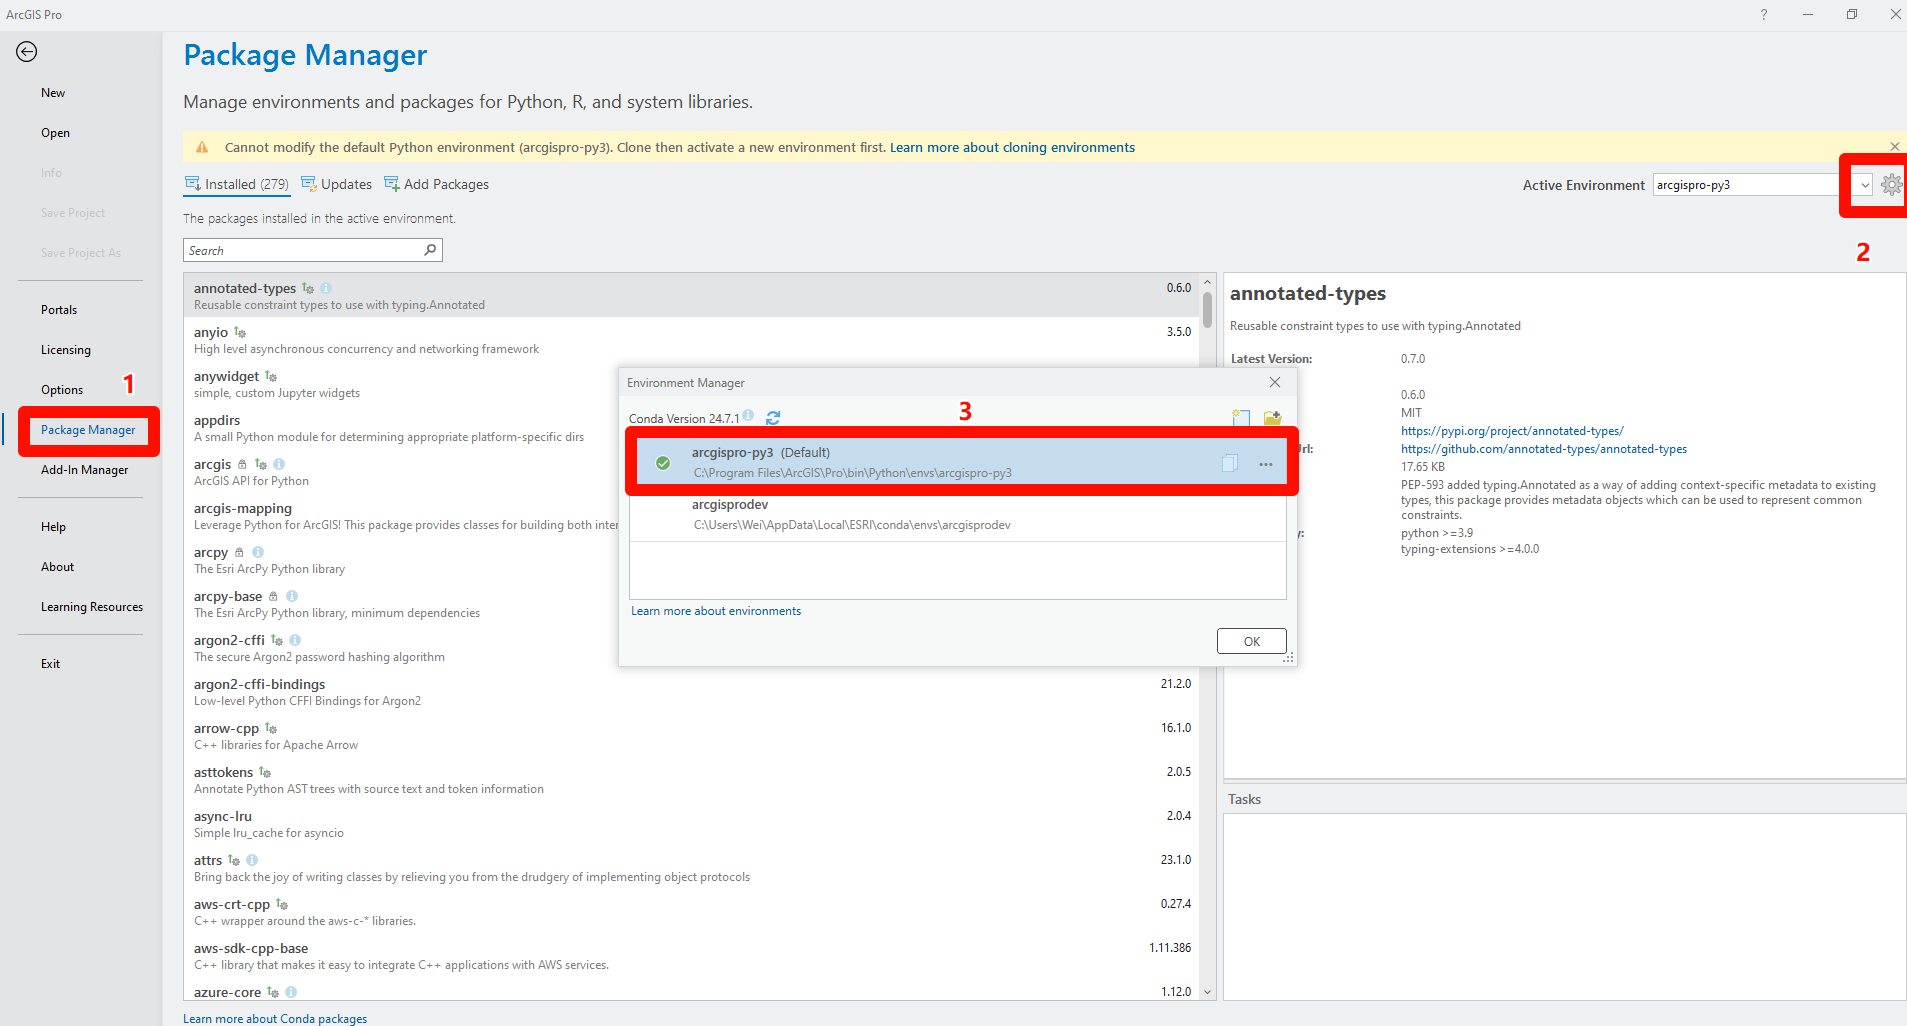 ArcGIS Pro
?
Package Manager
New
Manage environments and packages for Python, R, and system libraries.
Open
Cannot modify the default Python environment (arcgispro-py3). Clone then activate a new environment first. Learn more about cloning environments
Info
Installed (279) Updates Add Packages
Active Environment arcgispro-py3
Save Project
The packages installed in the active environment.
Save Project As
Search
2
Portals
Licensing
Options
1
Package Manager
Add-In Manager
Help
About
Learning Resources
Exit
annotated-types 0.6.0
Reusable constraint types to use with typing.Annotated
anyio 3.5.0
High level asynchronous concurrency and networking framework
anywidget
simple, custom Jupyter widgets
appdirs
A small Python module for determining appropriate platform-specific dirs
arcgis
ArcGIS API for Python
arcgis-mapping
Leverage Python for ArcGIS! This package provides classes for building both inter
arcpy
The Esri ArcPy Python library
arcpy-base
The Esri ArcPy Python library, minimum dependencies
argon2-cffi
The secure Argon2 password hashing algorithm
argon2-cffi-bindings 21.2.0
Low-level Python CFFI Bindings for Argon2
arrow-cpp 16.1.0
C++ libraries for Apache Arrow
asttokens 2.0.5
Annotate Python AST trees with source text and token information
async-lru 2.0.4
Simple lru_cache for asyncio
attrs 23.1.0
Bring back the joy of writing classes by relieving you from the drudgery of implementing object protocols
aws-crt-cpp 0.27.4
C++ wrapper around the aws-c-* libraries.
aws-sdk-cpp-base 1.11.386
C++ library that makes it easy to integrate C++ applications with AWS services.
azure-core 1.12.0
Learn more about Conda packages
Environment Manager
Conda Version 24.7.1
3
arcgispro-py3 (Default)
C:\Program Files\ArcGIS\Pro\bin\Python\envs\arcgispro-py3
arcgisprodev
C:\Users\Wei\AppData\Local\ESRI\conda\envs\arcgisprodev
Learn more about environments
OK
annotated-types
Reusable constraint types to use with typing.Annotated
Latest Version: 0.7.0
0.6.0
MIT
https://pypi.org/project/annotated-types/
rl: https://github.com/annotated-types/annotated-types
17.65 KB
PEP-593 added typing.Annotated as a way of adding context-specific metadata to existing
types, this package provides metadata objects which can be used to represent common
constraints.
y: python >=3.9
typing-extensions >=4.0.0
Tasks